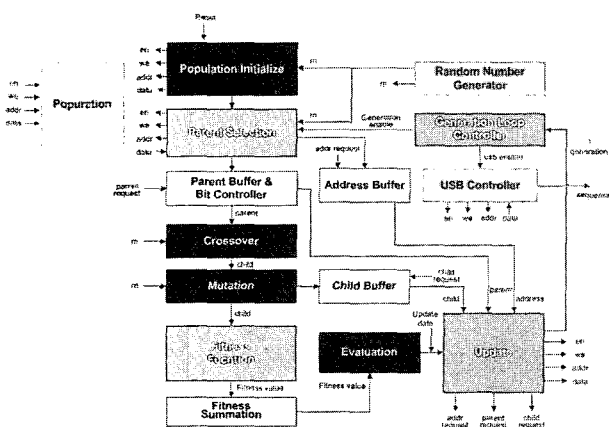 Reset
en
we
addr
data
Population Initialize
rn
rn
Random Number
Generator
en
we
addr
data
Popuration
en
we
addr
data
Parent Selection
rn
Generation
enable
Generation Loop
Controller
addr request
usb enable
generation
parent
request
Parent Buffer &
Bit Controller
Address Buffer
USB Controller
sequence
en
we
addr
data
parent
rn
Crossover
child
rn
Mutation
Child Buffer
child
request
child
parent
address
child
Update
date
Fitness
Function
Evaluation
Update
en
we
addr
data
Fitness value
Fitness value
Fitness
Summation
addr
request
parent
request
child
request